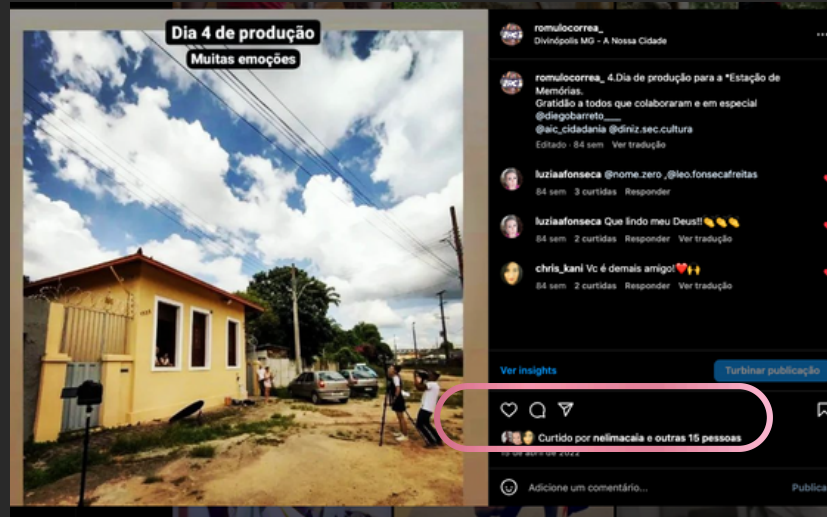 Dia 4 de produção
Muitas emoções
romulocorrea_
Divinópolis MG - A Nossa Cidade
romulocorrea_ 4.Dia de produção para a *Estação de
Memórias.
Gratidão a todos que colaboraram e em especial
@diegobarreto___
@aic_cidadania @diniz.sec.cultura
Editado · 84 sem Ver tradução
luziaafonseca @nome.zero ,@leo.fonsecafreitas
84 sem 3 curtidas Responder
luziaafonseca Que lindo meu Deus!!👏👏👏
84 sem 2 curtidas Responder Ver tradução
chris_kani Vc é demais amigo!❤️🙌
84 sem 2 curtidas Responder Ver tradução
Ver insights
Turbinar publicação
Curtido por nelimacaia e outras 15 pessoas
de abril de 2022
Adicione um comentário...
Publica